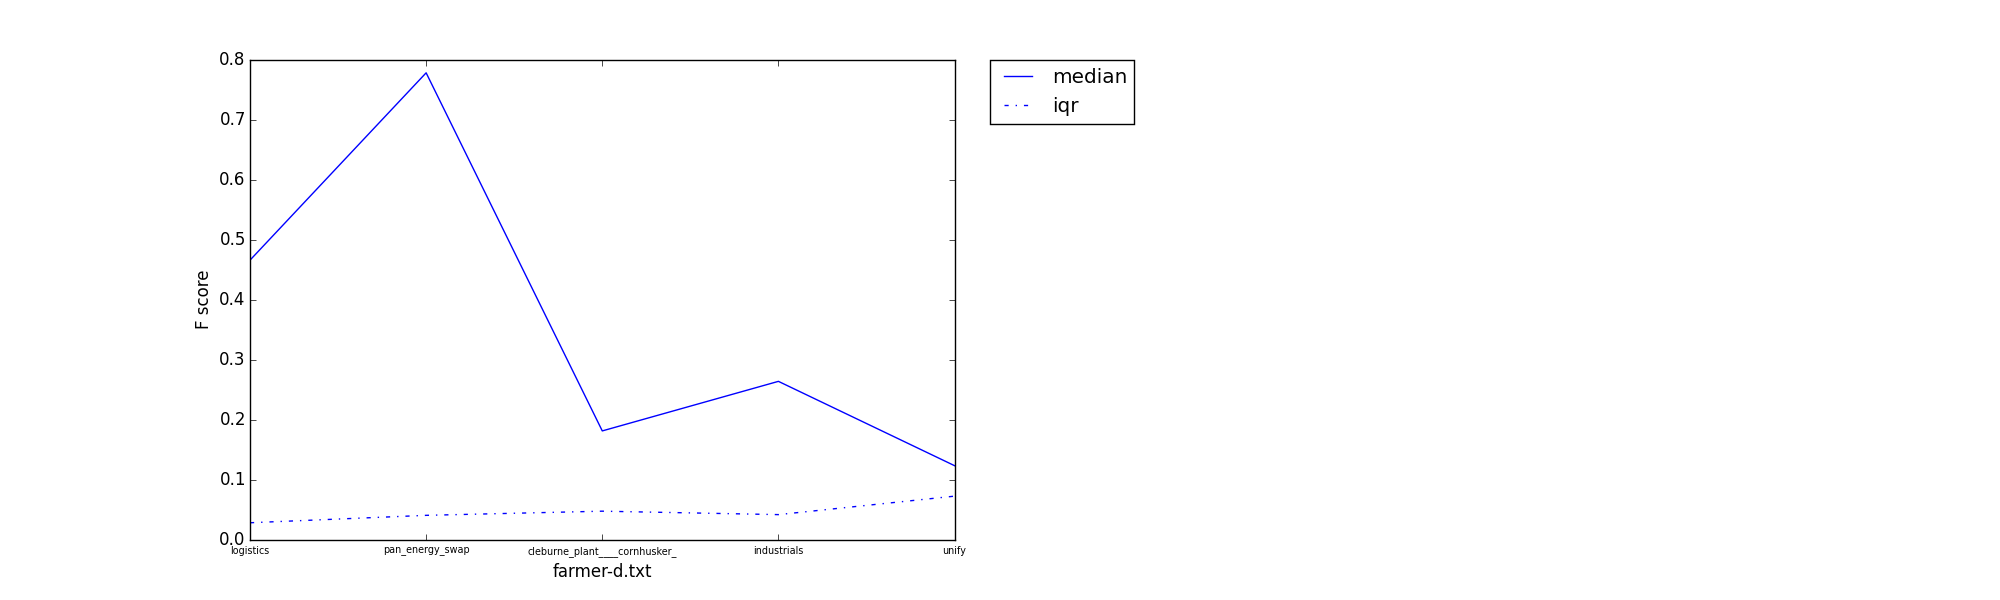 0.8
0.7
0.6
0.5
0.4
0.3
0.2
0.1
0.0
F score
logistics
pan_energy_swap
cleburne_plant____cornhusker_
industrials
unify
farmer-d.txt
median
iqr